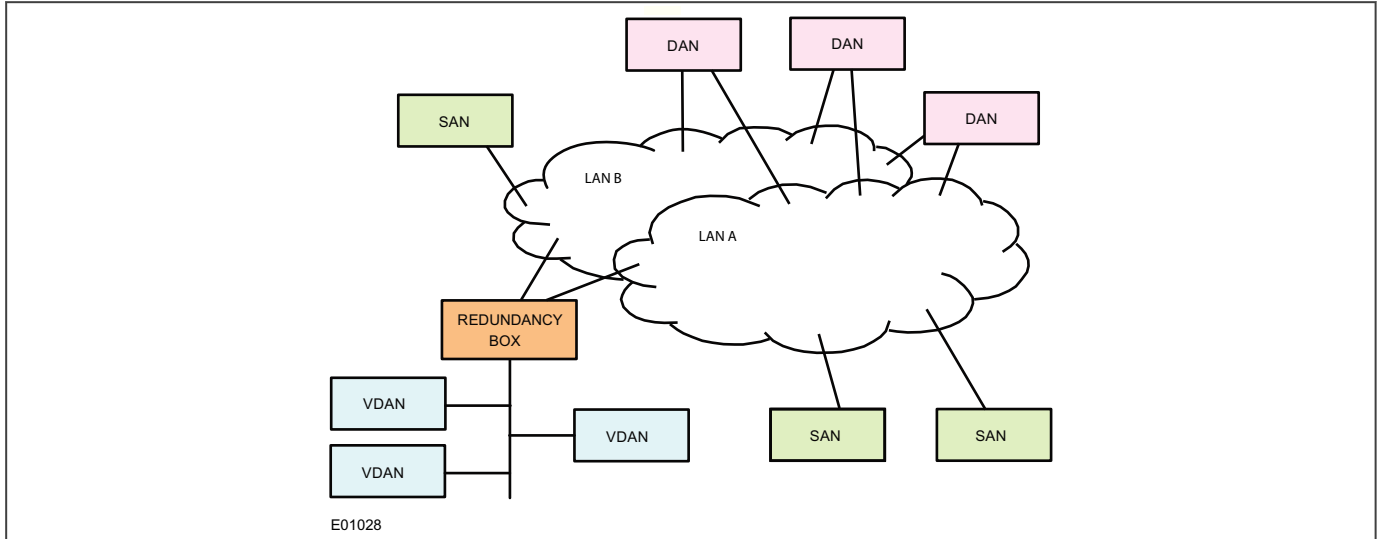 DAN
DAN
DAN
SAN
LAN B
LAN A
REDUNDANCY
BOX
VDAN
VDAN
VDAN
SAN
SAN
E01028